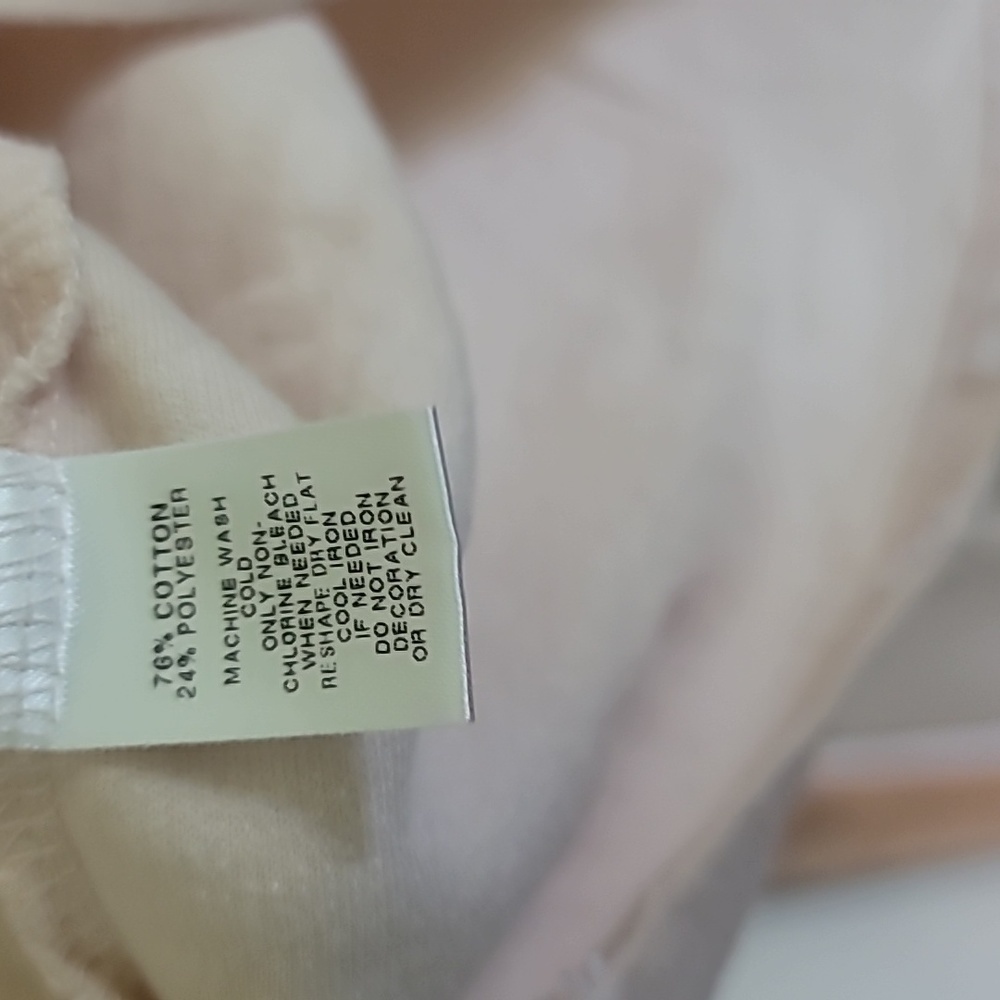 76% COTTON
24% POLYESTER
MACHINE WASH
COLD
ONLY NON-
CHLORINE BLEACH
WHEN NEEDED
RESHAPE DRY FLAT
COOL IRON
IF NEEDED
DO NOT IRON
DECORATION
OR DRY CLEAN